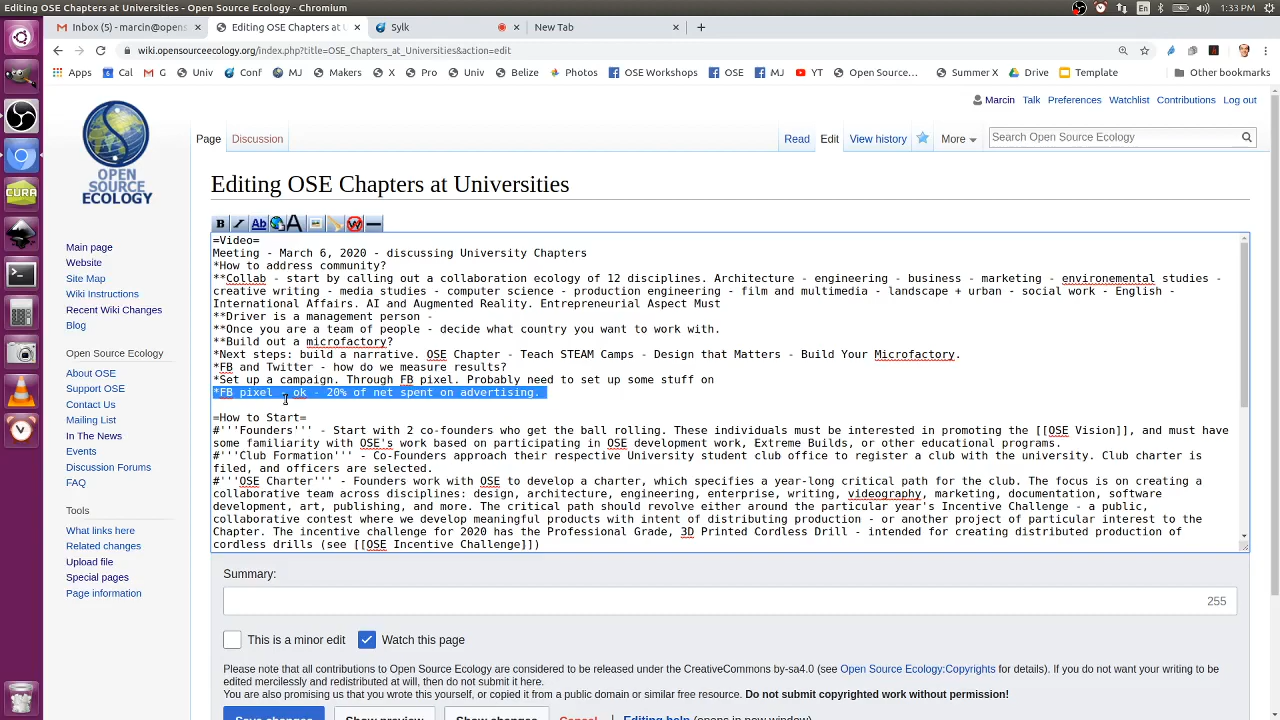 Editing OSE Chapters at Universities - Chromium
En
1:33 PM
Inbox (5) - marcin@opens
Editing OSE Chapters at U
Sylk
New Tab
wiki.opensourceecology.org/index.php?title=OSE_Chapters_at_Universities&action=edit
Apps Cal G Univ Conf MJ Makers X Pro Univ Belize Photos OSE Workshops OSE MJ YT Open Source… Summer X Drive Template Other bookmarks
Marcin Talk Preferences Watchlist Contributions Log out
Page Discussion Read Edit View history More Search Open Source Ecology
OPEN
SOURCE
ECOLOGY
CURA
Main page
Website
Site Map
Wiki Instructions
Recent Wiki Changes
Blog
Open Source Ecology
About OSE
Support OSE
Contact Us
Mailing List
In The News
Events
Discussion Forums
FAQ
Tools
What links here
Related changes
Upload file
Special pages
Page information
Editing OSE Chapters at Universities
B I Ab A W
=Video=
Meeting - March 6, 2020 - discussing University Chapters
*How to address community?
**Collab - start by calling out a collaboration ecology of 12 disciplines. Architecture - engineering - business - marketing - environemental studies -
creative writing - media studies - computer science - production engineering - film and multimedia - landscape + urban - social work - English -
International Affairs. AI and Augmented Reality. Entrepreneurial Aspect Must
**Driver is a management person -
**Once you are a team of people - decide what country you want to work with.
**Build out a microfactory?
*Next steps: build a narrative. OSE Chapter - Teach STEAM Camps - Design that Matters - Build Your Microfactory.
*FB and Twitter - how do we measure results?
*Set up a campaign. Through FB pixel. Probably need to set up some stuff on
*FB pixel - ok - 20% of net spent on advertising.
=How to Start=
#'''Founders''' - Start with 2 co-founders who get the ball rolling. These individuals must be interested in promoting the [[OSE Vision]], and must have
some familiarity with OSE's work based on participating in OSE development work, Extreme Builds, or other educational programs.
#'''Club Formation''' - Co-Founders approach their respective University student club office to register a club with the university. Club charter is
filed, and officers are selected.
#'''OSE Charter''' - Founders work with OSE to develop a charter, which specifies a year-long critical path for the club. The focus is on creating a
collaborative team across disciplines: design, architecture, engineering, enterprise, writing, videography, marketing, documentation, software
development, art, publishing, and more. The critical path should revolve either around the particular year's Incentive Challenge - a public,
collaborative contest where we develop meaningful products with intent of distributing production - or another project of particular interest to the
Chapter. The incentive challenge for 2020 has the Professional Grade, 3D Printed Cordless Drill - intended for creating distributed production of
cordless drills (see [[OSE Incentive Challenge]])
Summary:
255
This is a minor edit Watch this page
Please note that all contributions to Open Source Ecology are considered to be released under the CreativeCommons by-sa4.0 (see Open Source Ecology:Copyrights for details). If you do not want your writing to be
edited mercilessly and redistributed at will, then do not submit it here.
You are also promising us that you wrote this yourself, or copied it from a public domain or similar free resource. Do not submit copyrighted work without permission!
Save changes Show preview Show changes Cancel Editing help (opens in new window)